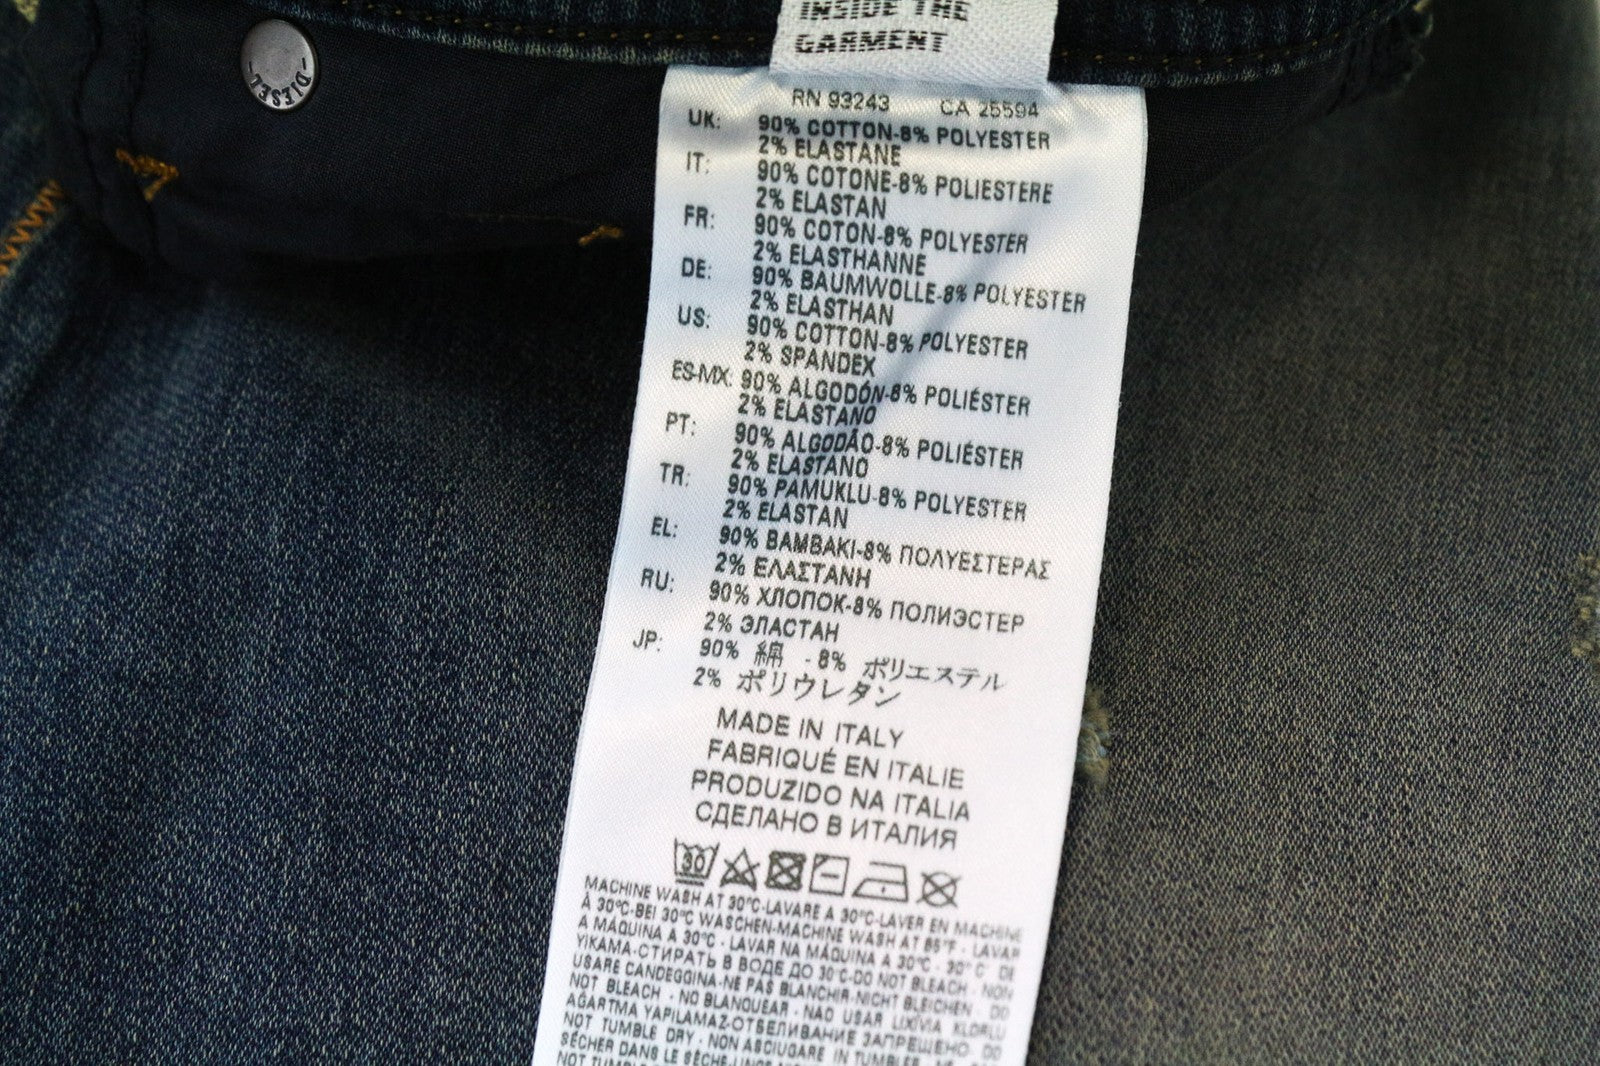 DIESEL
INSIDE THE
GARMENT
RN 93243 CA 25594
UK: 90% COTTON-8% POLYESTER
2% ELASTANE
IT: 90% COTONE-8% POLIESTERE
2% ELASTAN
FR: 90% COTON-8% POLYESTER
2% ELASTHANNE
DE: 90% BAUMWOLLE-8% POLYESTER
2% ELASTHAN
US: 90% COTTON-8% POLYESTER
2% SPANDEX
ES-MX: 90% ALGODÓN-8% POLIÉSTER
2% ELASTANO
PT: 90% ALGODÃO-8% POLIÉSTER
2% ELASTANO
TR: 90% PAMUKLU-8% POLYESTER
2% ELASTAN
EL: 90% BAMBAKI-8% ΠΟΛΥΕΣΤΕΡΑΣ
2% ΕΛΑΣΤΑΝΗ
RU: 90% ХЛОПОК-8% ПОЛИЭСТЕР
2% ЭЛАСТАН
JP: 90% 綿 - 8% ポリエステル
2% ポリウレタン
MADE IN ITALY
FABRIQUÉ EN ITALIE
PRODUZIDO NA ITALIA
СДЕЛАНО В ИТАЛИЯ
30
MACHINE WASH AT 30°C-LAVARE A 30°C-LAVER EN MACHINE
À 30°C-BEI 30°C WASCHEN-MACHINE WASH AT 86°F - LAVAR
A MÁQUINA A 30°C - LAVAR NA MÁQUINA A 30°C - 30°C' DE
YIKAMA-СТИРАТЬ В ВОДЕ ДО 30°C-DO NOT BLEACH - NON
USARE CANDEGGINA-NE PAS BLANCHIR-NICHT BLEICHEN - DO
NOT BLEACH - NO BLANQUEAR - NÃO USAR LIXÍVIA KLORLU
AĞARTMA YAPILAMAZ-ОТБЕЛИВАНИЕ ЗАПРЕЩЕНО. DO
NOT TUMBLE DRY - NON ASCIUGARE IN TUMBLER
SÉCHER DANS LE SÈCHE-LINGE
NOT TUMBLE